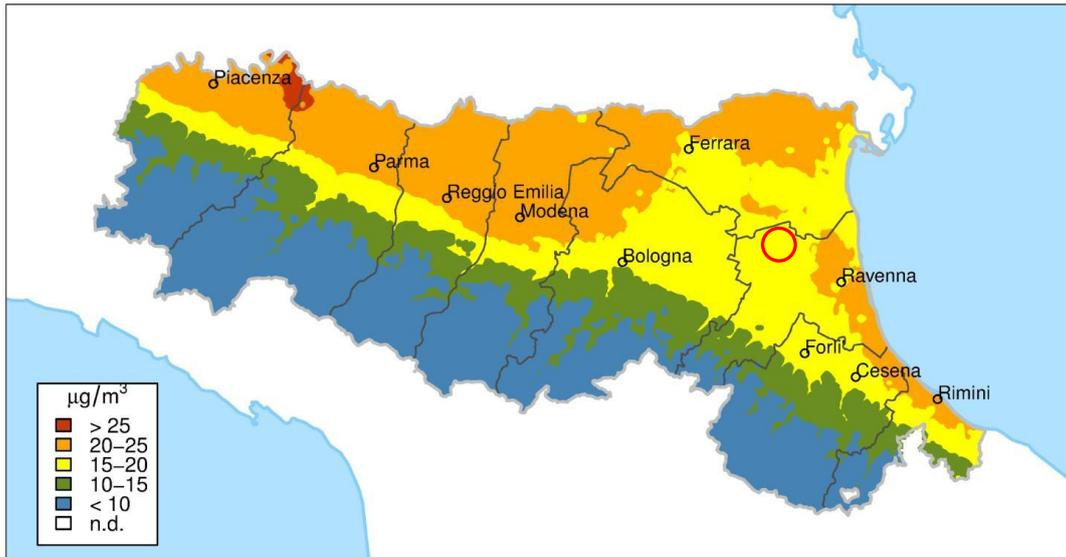 Piacenza
Parma
Reggio Emilia
Modena
Ferrara
Bologna
Ravenna
Forlì
Cesena
Rimini
μg/m³
> 25
20–25
15–20
10–15
< 10
n.d.